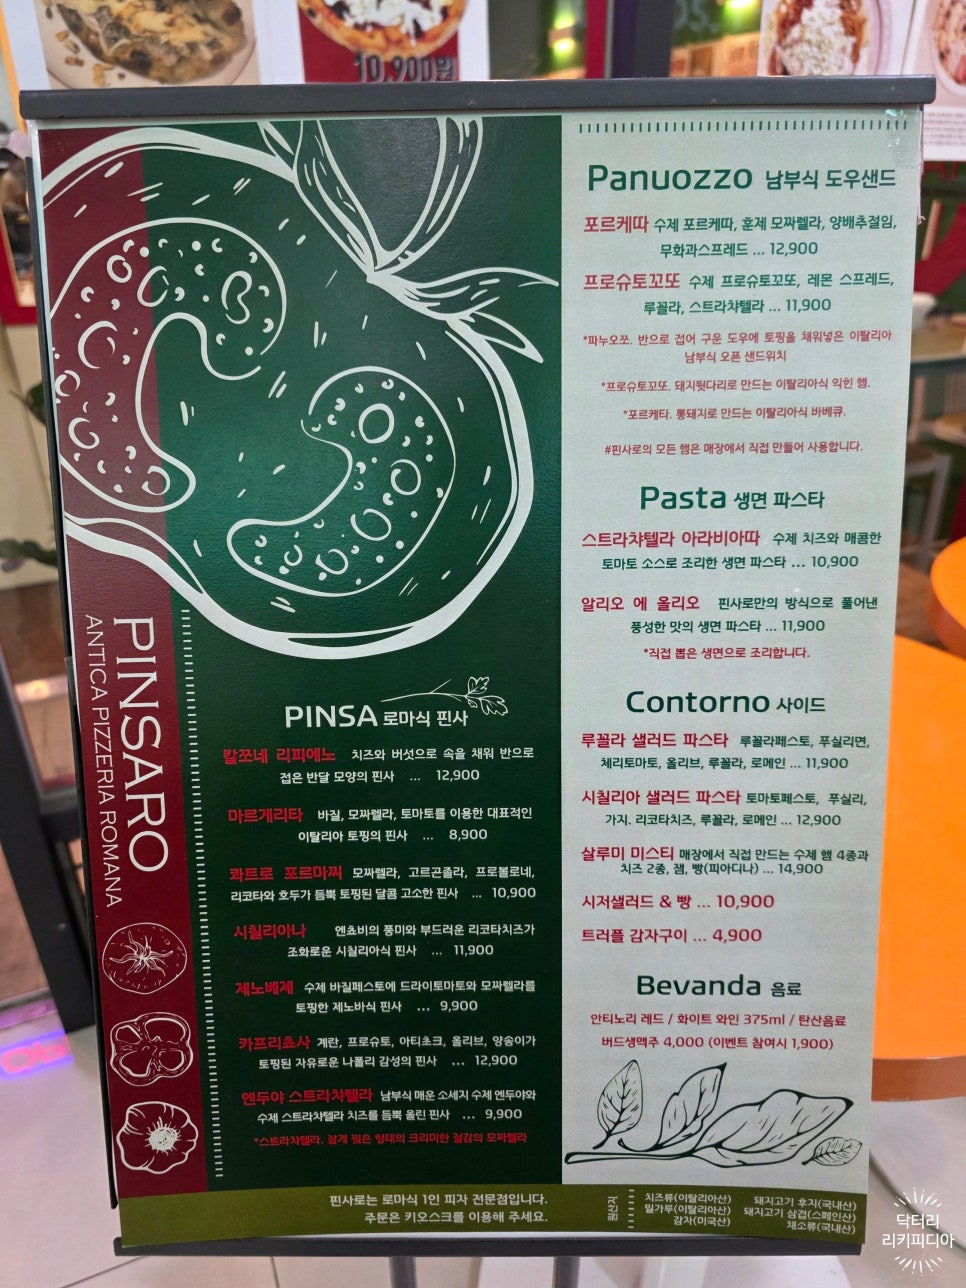 10,900원
PINSARO
ANTICA PIZZERIA ROMANA
PINSA 로마식 핀사
칼쪼네 리피에노 치즈와 버섯으로 속을 채워 반으로
접은 반달 모양의 핀사 ... 12,900
마르게리타 바질, 모짜렐라, 토마토를 이용한 대표적인
이탈리아 토핑의 핀사 ... 8,900
콰트로 포르마찌 모짜렐라, 고르곤졸라, 프로볼로네,
리코타와 호두가 듬뿍 토핑된 달콤 고소한 핀사 ... 10,900
시칠리아나 엔쵸비의 풍미와 부드러운 리코타치즈가
조화로운 시칠리아식 핀사 ... 11,900
제노베제 수제 바질페스토에 드라이토마토와 모짜렐라를
토핑한 제노바식 핀사 ... 9,900
카프리쵸사 계란, 프로슈토, 아티초크, 올리브, 양송이가
토핑된 자유로운 나폴리 감성의 핀사 ... 12,900
엔두야 스트라챠텔라 남부식 매운 소세지 수제 엔두야와
수제 스트라챠텔라 치즈를 듬뿍 올린 핀사 ... 9,900
*스트라챠텔라. 잘게 찢은 형태의 크리미한 질감의 모짜렐라
Panuozzo 남부식 도우샌드
포르케따 수제 포르케따, 훈제 모짜렐라, 양배추절임,
무화과스프레드 ... 12,900
프로슈토꼬또 수제 프로슈토꼬또, 레몬 스프레드,
루꼴라, 스트라챠텔라 ... 11,900
*파누오쪼. 반으로 접어 구운 도우에 토핑을 채워넣은 이탈리아
남부식 오픈 샌드위치
*프로슈토꼬또. 돼지뒷다리로 만드는 이탈리아식 익힌 햄.
*포르케타. 통돼지로 만드는 이탈리아식 바베큐.
#핀사로의 모든 햄은 매장에서 직접 만들어 사용합니다.
Pasta 생면 파스타
스트라챠텔라 아라비아따 수제 치즈와 매콤한
토마토 소스로 조리한 생면 파스타 ... 10,900
알리오 에 올리오 핀사로만의 방식으로 풀어낸
풍성한 맛의 생면 파스타 ... 11,900
*직접 뽑은 생면으로 조리합니다.
Contorno 사이드
루꼴라 샐러드 파스타 루꼴라페스토, 푸실리면,
체리토마토, 올리브, 루꼴라, 로메인 ... 11,900
시칠리아 샐러드 파스타 토마토페스토, 푸실리,
가지. 리코타치즈, 루꼴라, 로메인 ... 12,900
살루미 미스티 매장에서 직접 만드는 수제 햄 4종과
치즈 2종, 잼, 빵(피아디나) ... 14,900
시저샐러드 & 빵 ... 10,900
트러플 감자구이 ... 4,900
Bevanda 음료
안티노리 레드 / 화이트 와인 375ml / 탄산음료
버드생맥주 4,000 (이벤트 참여시 1,900)
핀사로는 로마식 1인 피자 전문점입니다.
주문은 키오스크를 이용해 주세요.
원산지
치즈류(이탈리아산)
밀가루(이탈리아산)
감자(미국산)
돼지고기 후지(국내산)
돼지고기 삼겹(스페인산)
채소류(국내산)
닥터리
리키피디아